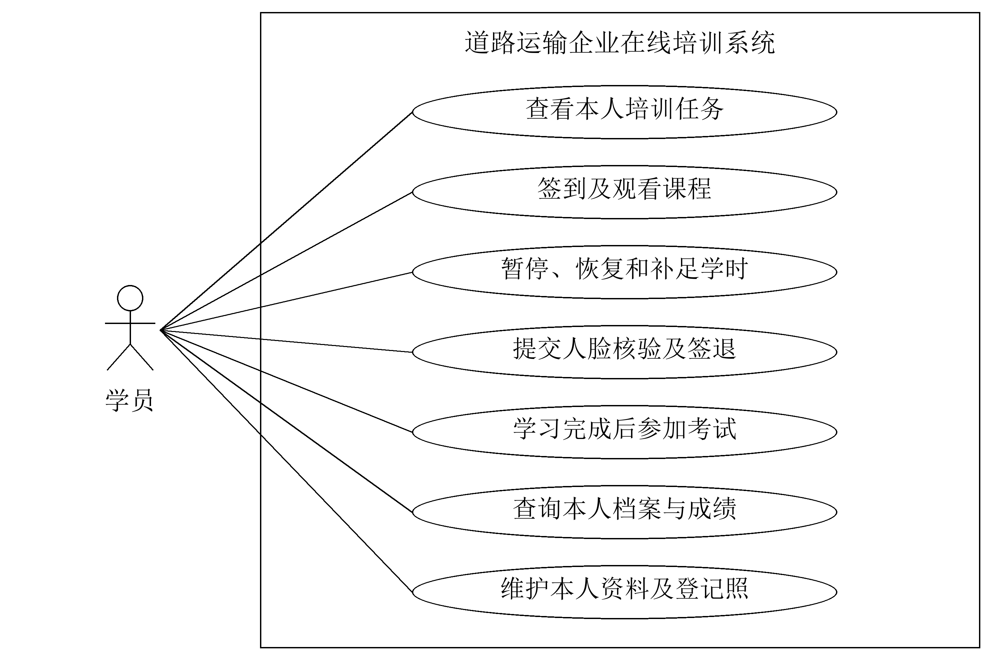 道路运输企业在线培训系统
查看本人培训任务
签到及观看课程
暂停、恢复和补足学时
提交人脸核验及签退
学员
学习完成后参加考试
查询本人档案与成绩
维护本人资料及登记照